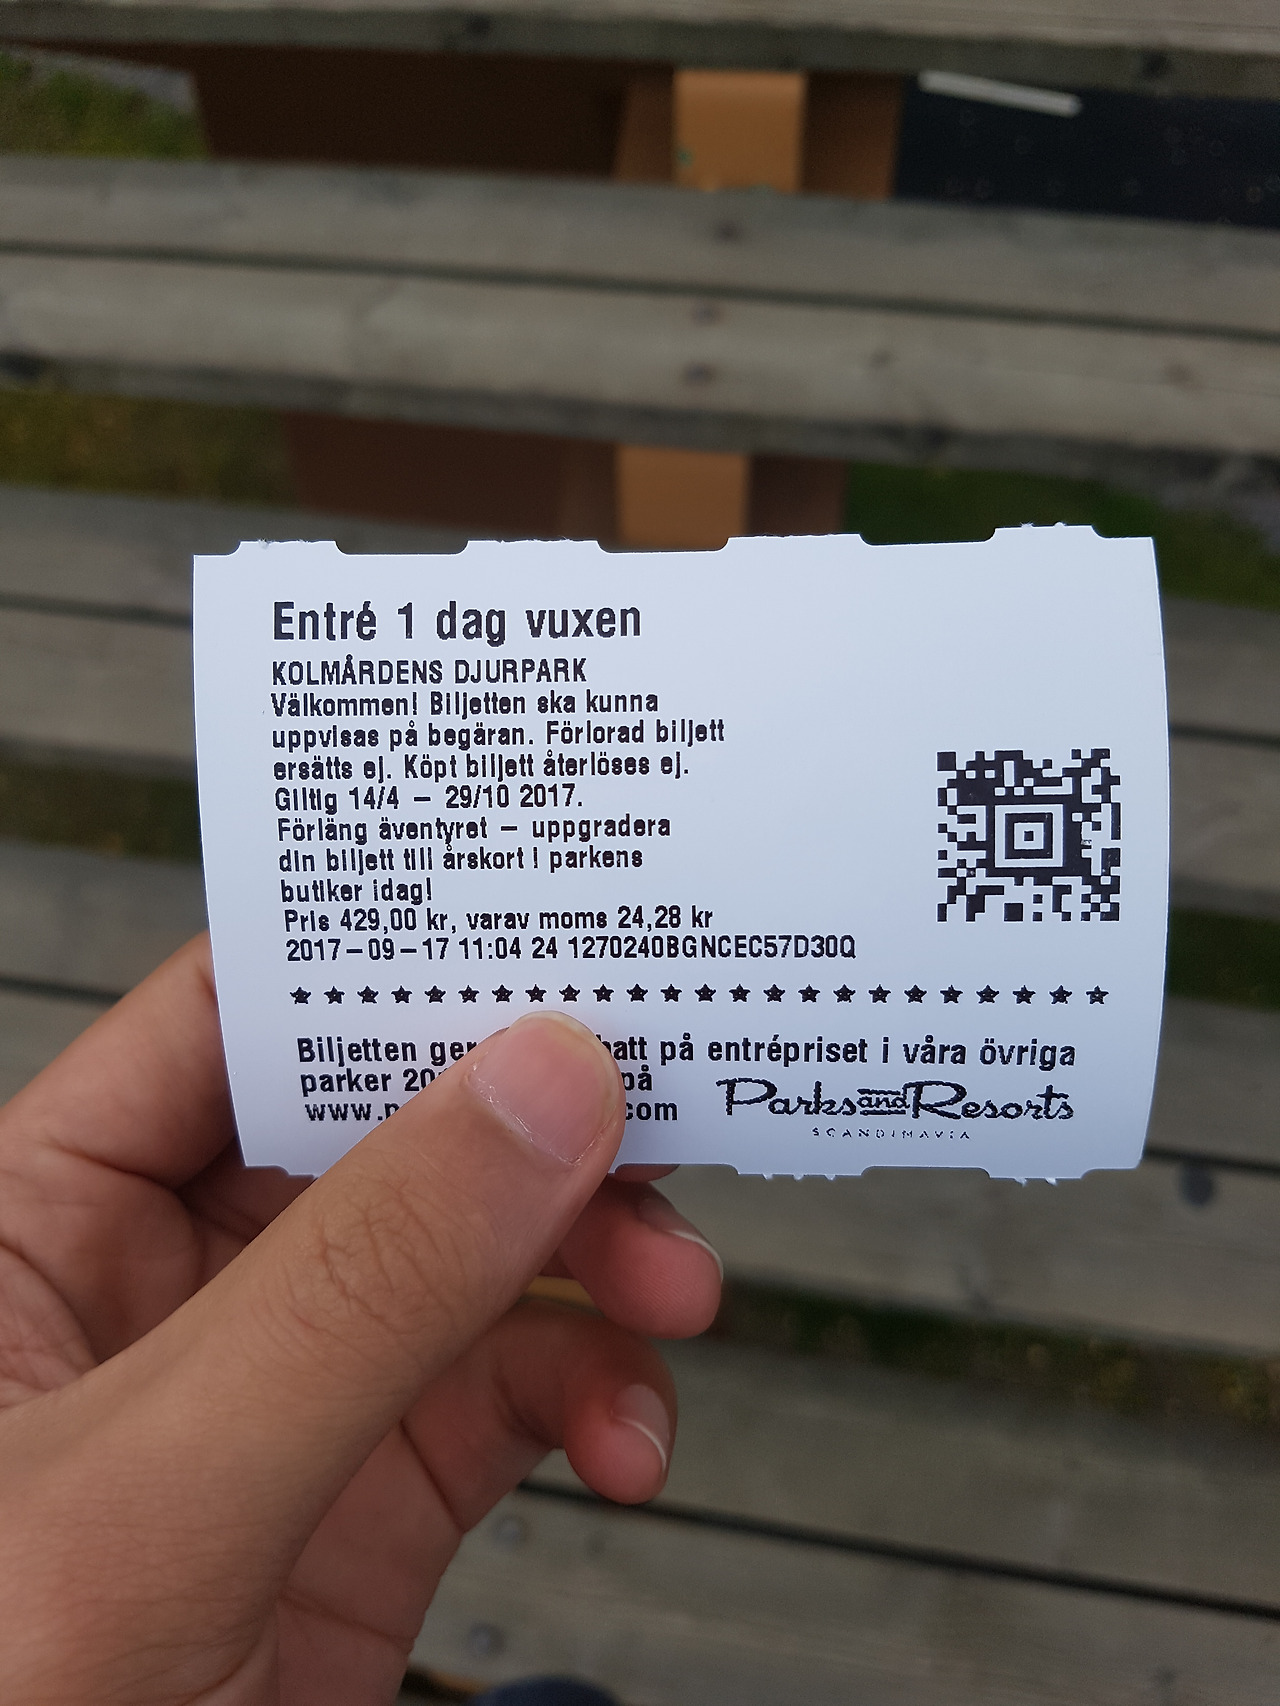 Entré 1 dag vuxen
KOLMÅRDENS DJURPARK
Välkommen! Biljetten ska kunna
uppvisas på begäran. Förlorad biljett
ersätts ej. Köpt biljett återlöses ej.
Giltig 14/4 – 29/10 2017.
Förläng äventyret – uppgradera
din biljett till årskort i parkens
butiker idag!
Pris 429,00 kr, varav moms 24,28 kr
2017-09-17 11:04 24 1270240BGNCEC57D30Q
Biljetten ger på entrépriset i våra övriga
parker på
Parks and Resorts
SCANDINAVIA